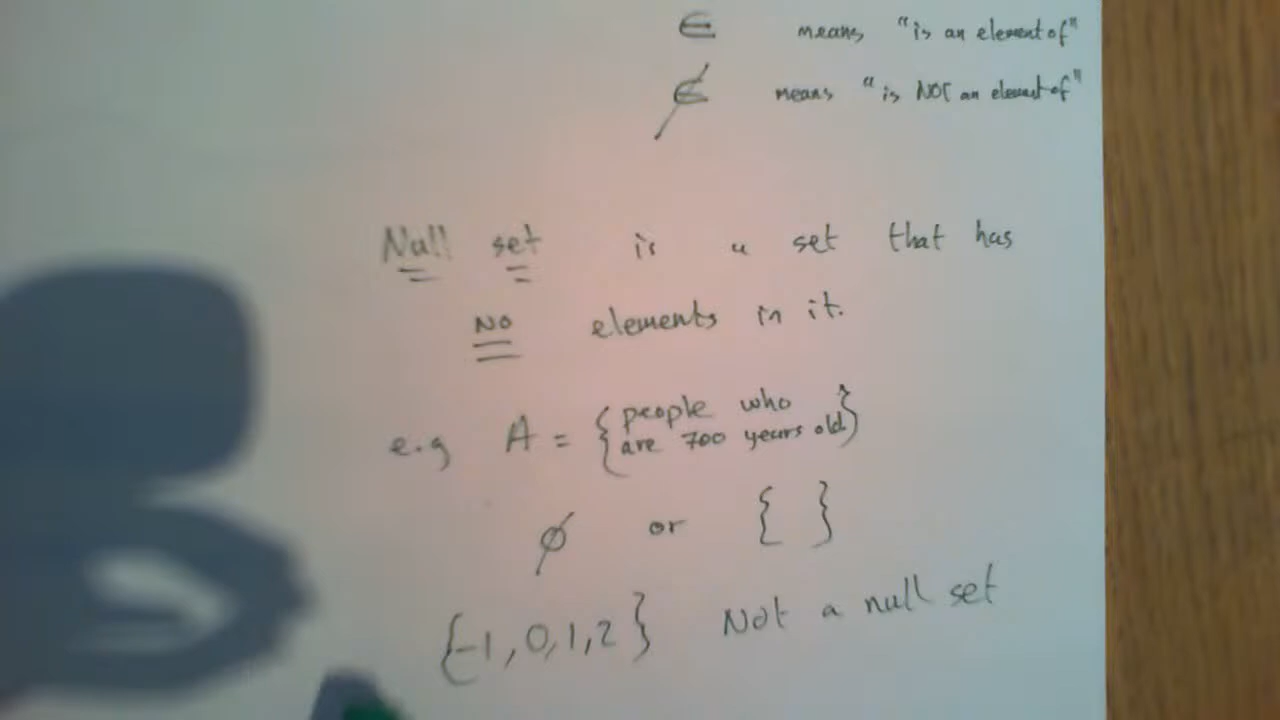 ∈ means "is an element of"
∉ means "is NOT an element of"
Null set is a set that has
NO elements in it.
e.g A = {people who
are 700 years old}
∅ or { }
{-1, 0, 1, 2} Not a null set